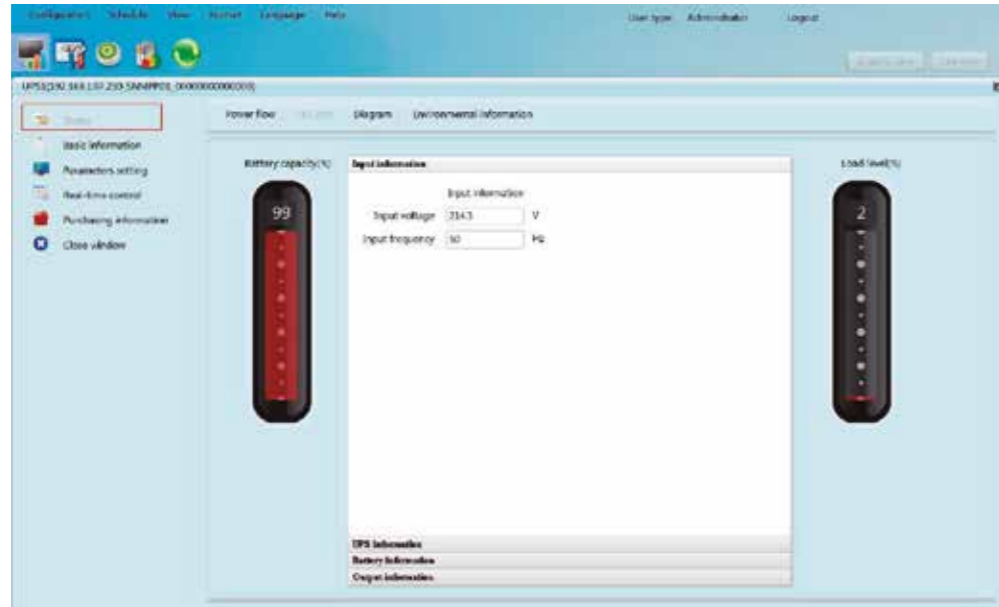 Configuration Schedule View Format Language Help
User type: Administrator Logout
Power flow Diagram Environmental information
Basic information
Parameters setting
Real-time control
Purchasing information
Close window
Battery capacity(%)
99
Input information
Input information
Input voltage 214.3 V
Input frequency 50 Hz
Load level(%)
2
UPS information
Battery information
Output information